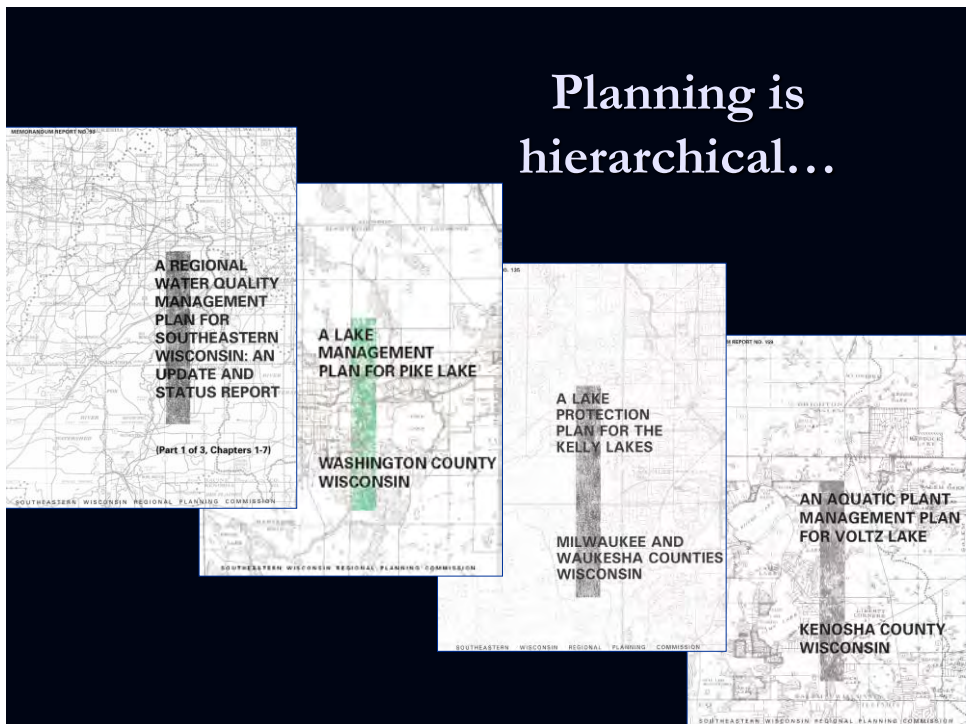 Planning is
hierarchical…
MEMORANDUM REPORT NO. 93
A REGIONAL
WATER QUALITY
MANAGEMENT
PLAN FOR
SOUTHEASTERN
WISCONSIN: AN
UPDATE AND
STATUS REPORT
(Part 1 of 3, Chapters 1-7)
SOUTHEASTERN WISCONSIN REGIONAL PLANNING COMMISSION
A LAKE
MANAGEMENT
PLAN FOR PIKE LAKE
WASHINGTON COUNTY
WISCONSIN
SOUTHEASTERN WISCONSIN REGIONAL PLANNING COMMISSION
A LAKE
PROTECTION
PLAN FOR THE
KELLY LAKES
MILWAUKEE AND
WAUKESHA COUNTIES
WISCONSIN
SOUTHEASTERN WISCONSIN REGIONAL PLANNING COMMISSION
AN AQUATIC PLANT
MANAGEMENT PLAN
FOR VOLTZ LAKE
KENOSHA COUNTY
WISCONSIN
SOUTHEASTERN WISCONSIN REGIONAL PLANNING COMMISSION